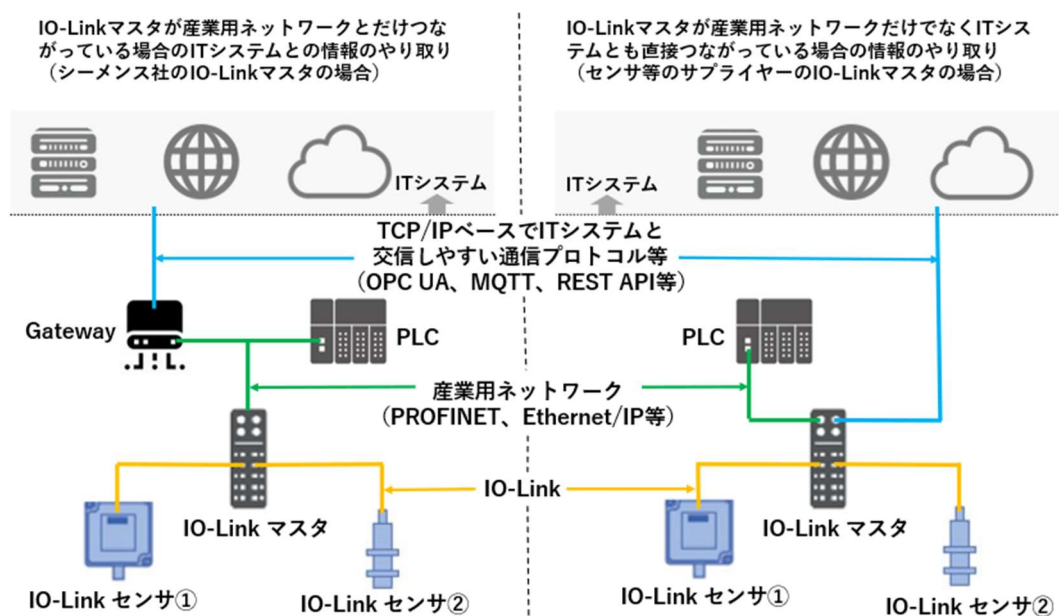 IO-Linkマスタが産業用ネットワークとだけつな
がっている場合のITシステムとの情報のやり取り
（シーメンス社のIO-Linkマスタの場合）
IO-Linkマスタが産業用ネットワークだけでなくITシス
テムとも直接つながっている場合の情報のやり取り
（センサ等のサプライヤーのIO-Linkマスタの場合）
ITシステム
ITシステム
TCP/IPベースでITシステムと
交信しやすい通信プロトコル等
（OPC UA、MQTT、REST API等）
Gateway
PLC
PLC
産業用ネットワーク
（PROFINET、Ethernet/IP等）
IO-Link
IO-Link マスタ
IO-Link マスタ
IO-Link センサ①
IO-Link センサ②
IO-Link センサ①
IO-Link センサ②